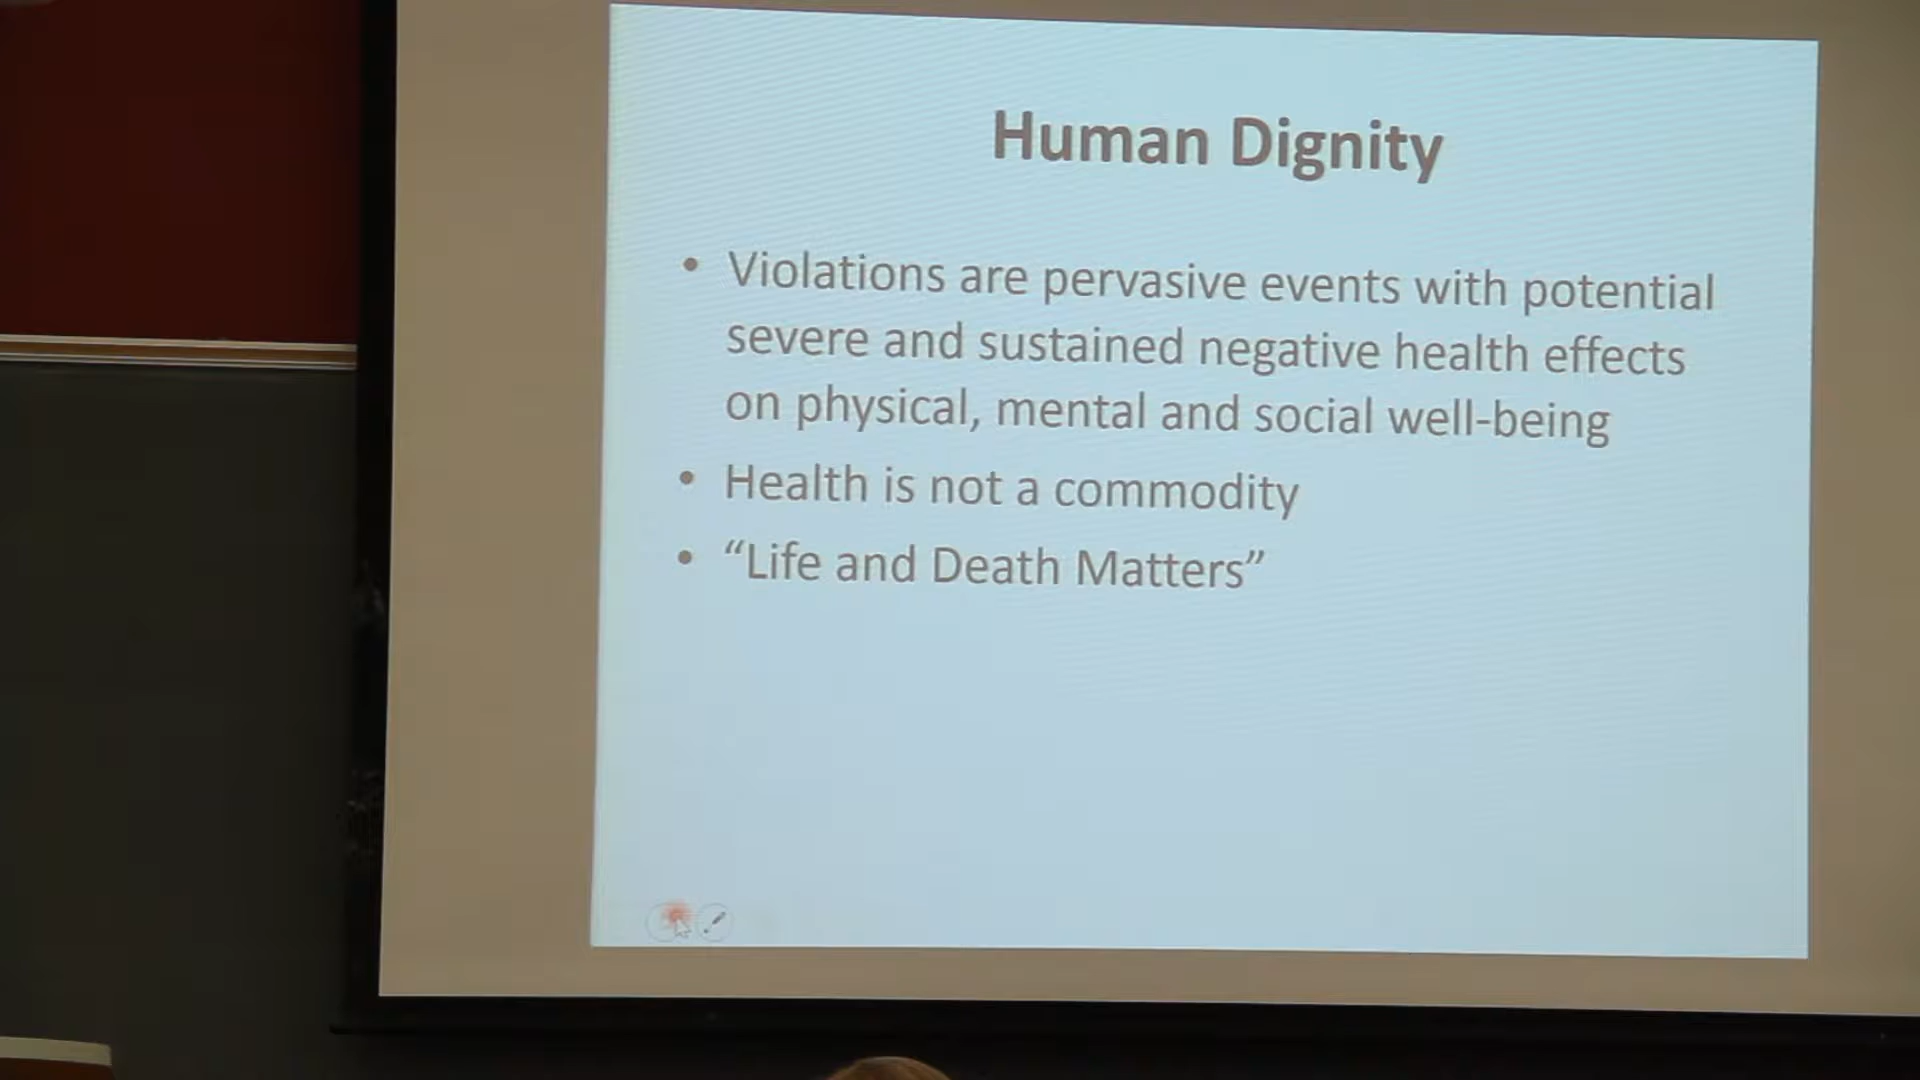 Human Dignity
• Violations are pervasive events with potential
severe and sustained negative health effects
on physical, mental and social well-being
• Health is not a commodity
• “Life and Death Matters”